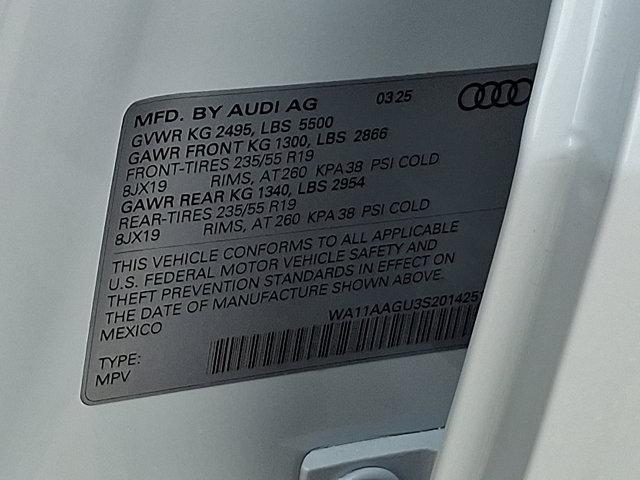 MFD. BY AUDI AG 03 25
GVWR KG 2495, LBS 5500
GAWR FRONT KG 1300, LBS 2866
FRONT-TIRES 235/55 R19
8JX19 RIMS, AT 260 KPA 38 PSI COLD
GAWR REAR KG 1340, LBS 2954
REAR-TIRES 235/55 R19
8JX19 RIMS, AT 260 KPA 38 PSI COLD
THIS VEHICLE CONFORMS TO ALL APPLICABLE
U.S. FEDERAL MOTOR VEHICLE SAFETY AND
THEFT PREVENTION STANDARDS IN EFFECT ON
THE DATE OF MANUFACTURE SHOWN ABOVE.
MEXICO
WA11AAGU3S201425
TYPE:
MPV